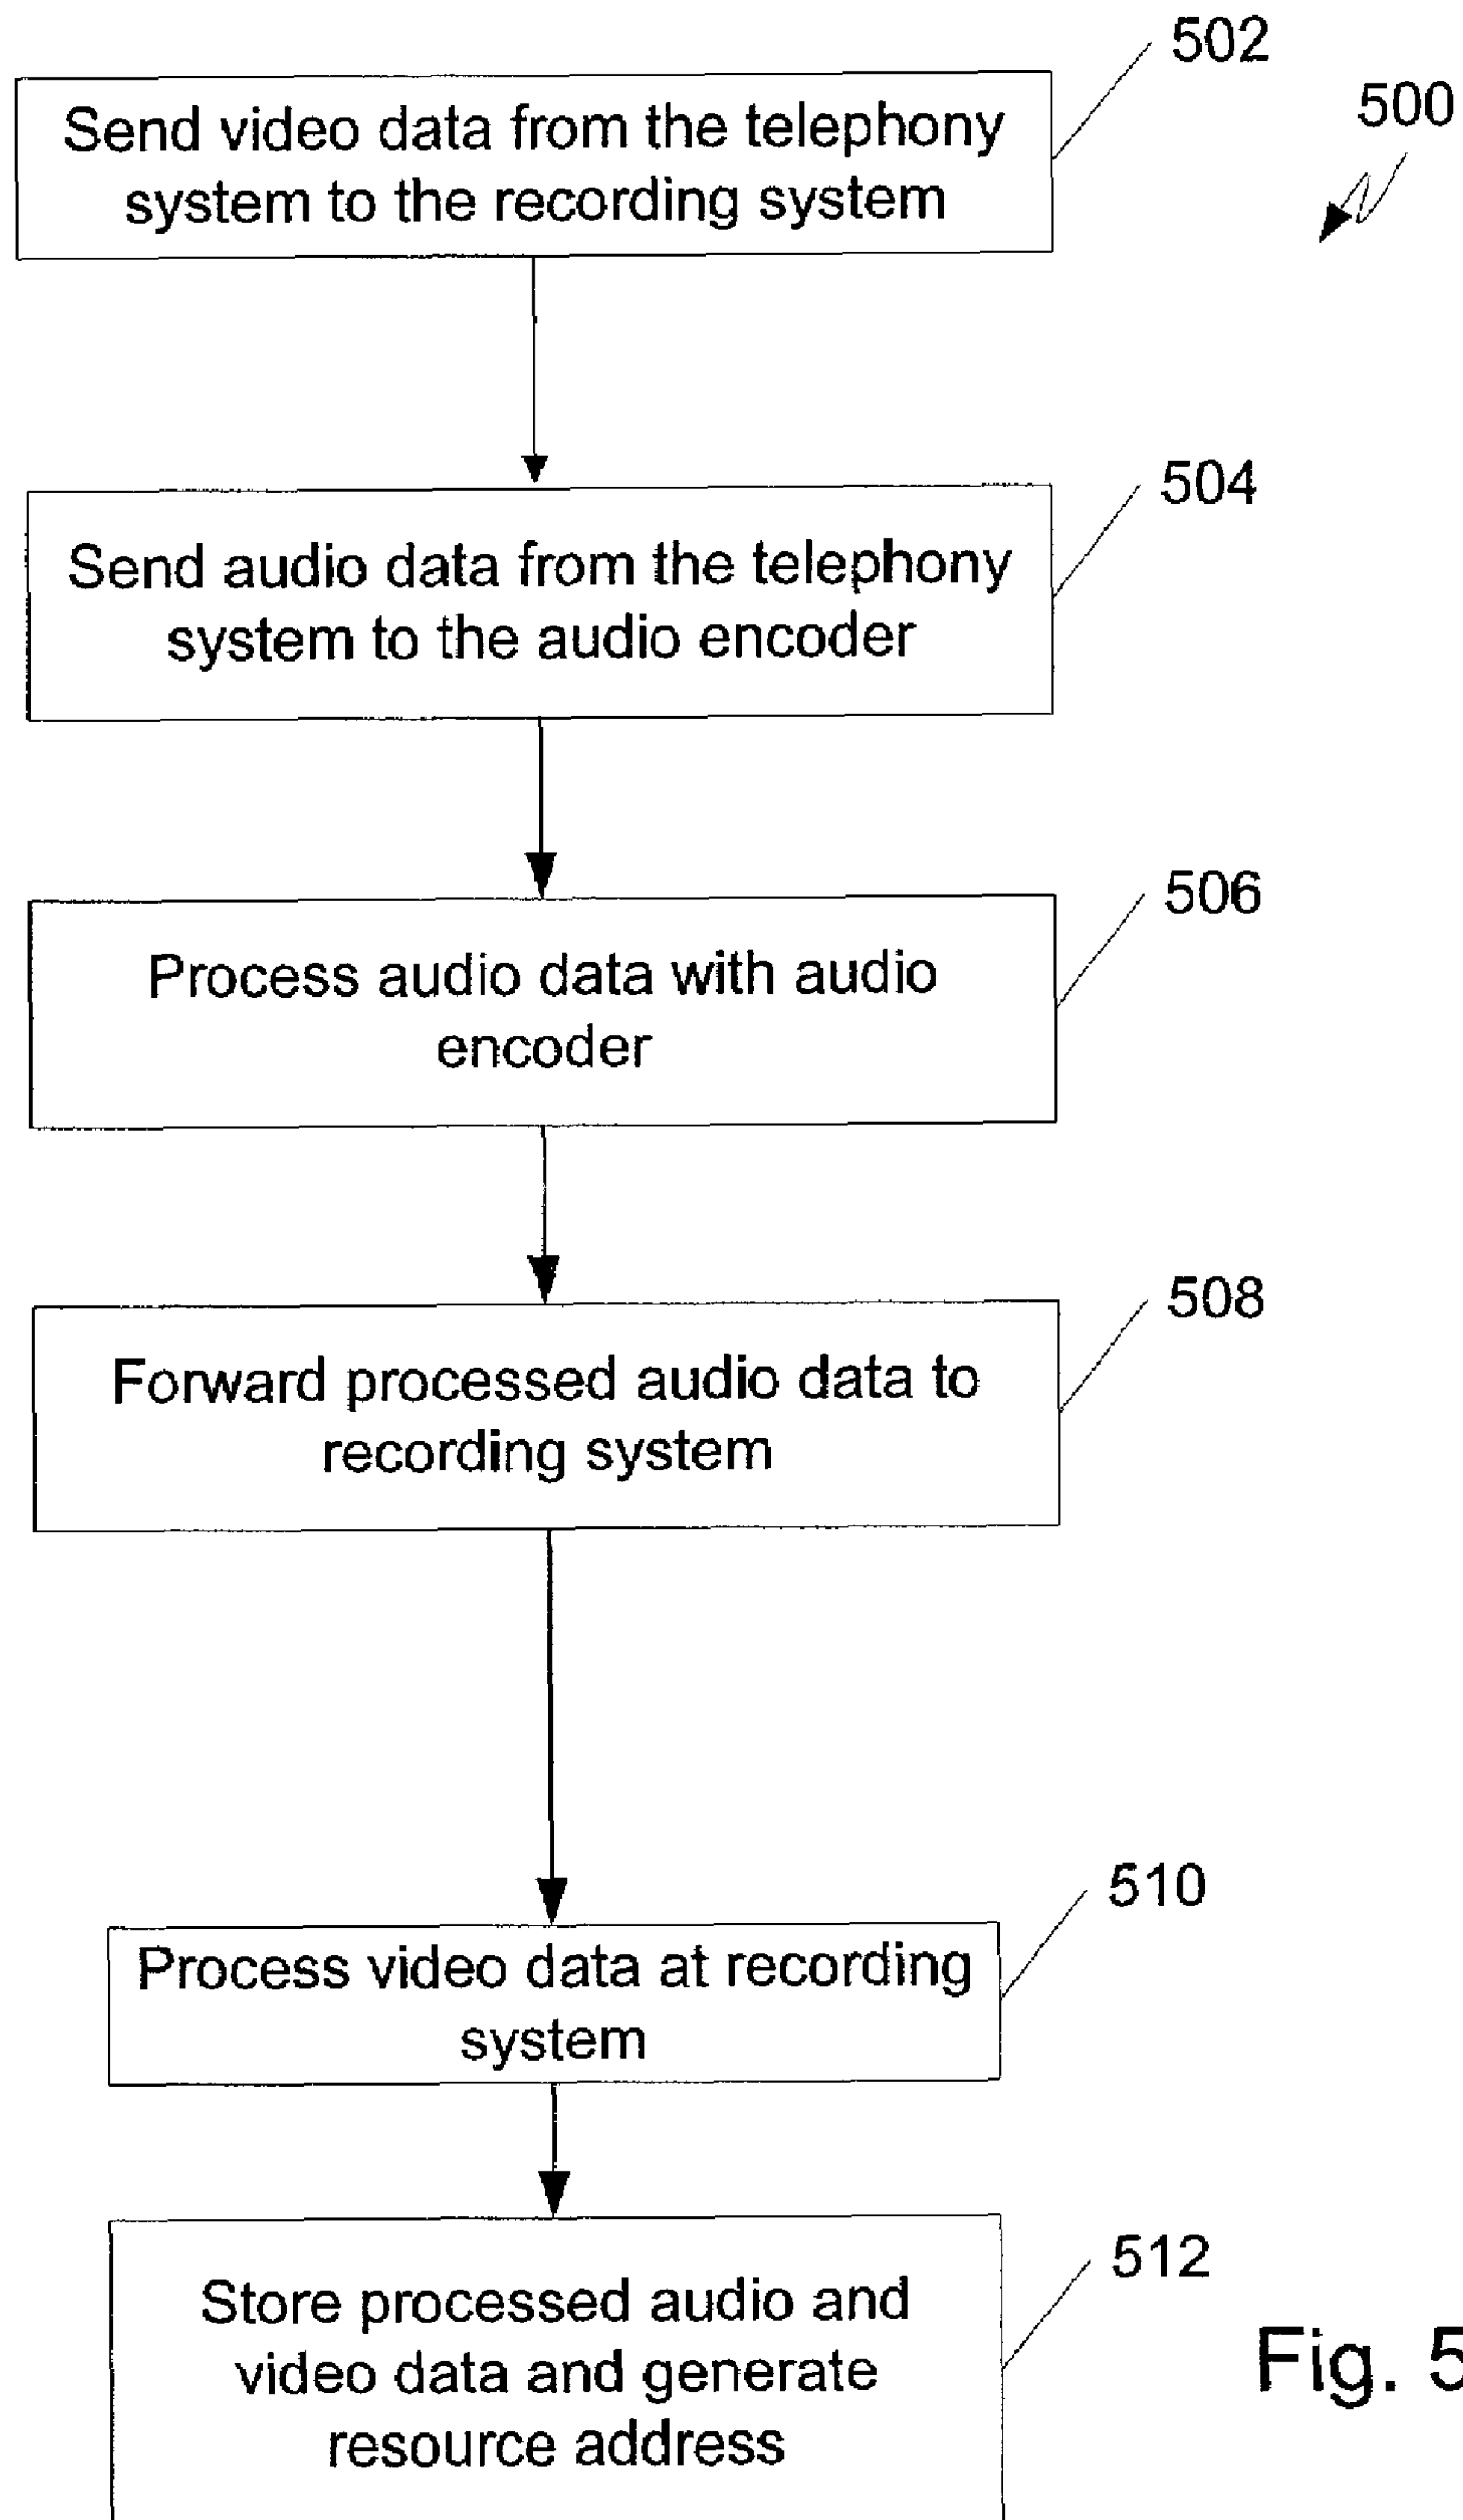 502
500
Send video data from the telephony
system to the recording system
504
Send audio data from the telephony
system to the audio encoder
506
Process audio data with audio
encoder
508
Forward processed audio data to
recording system
510
Process video data at recording
system
512
Store processed audio and
video data and generate
resource address
Fig. 5